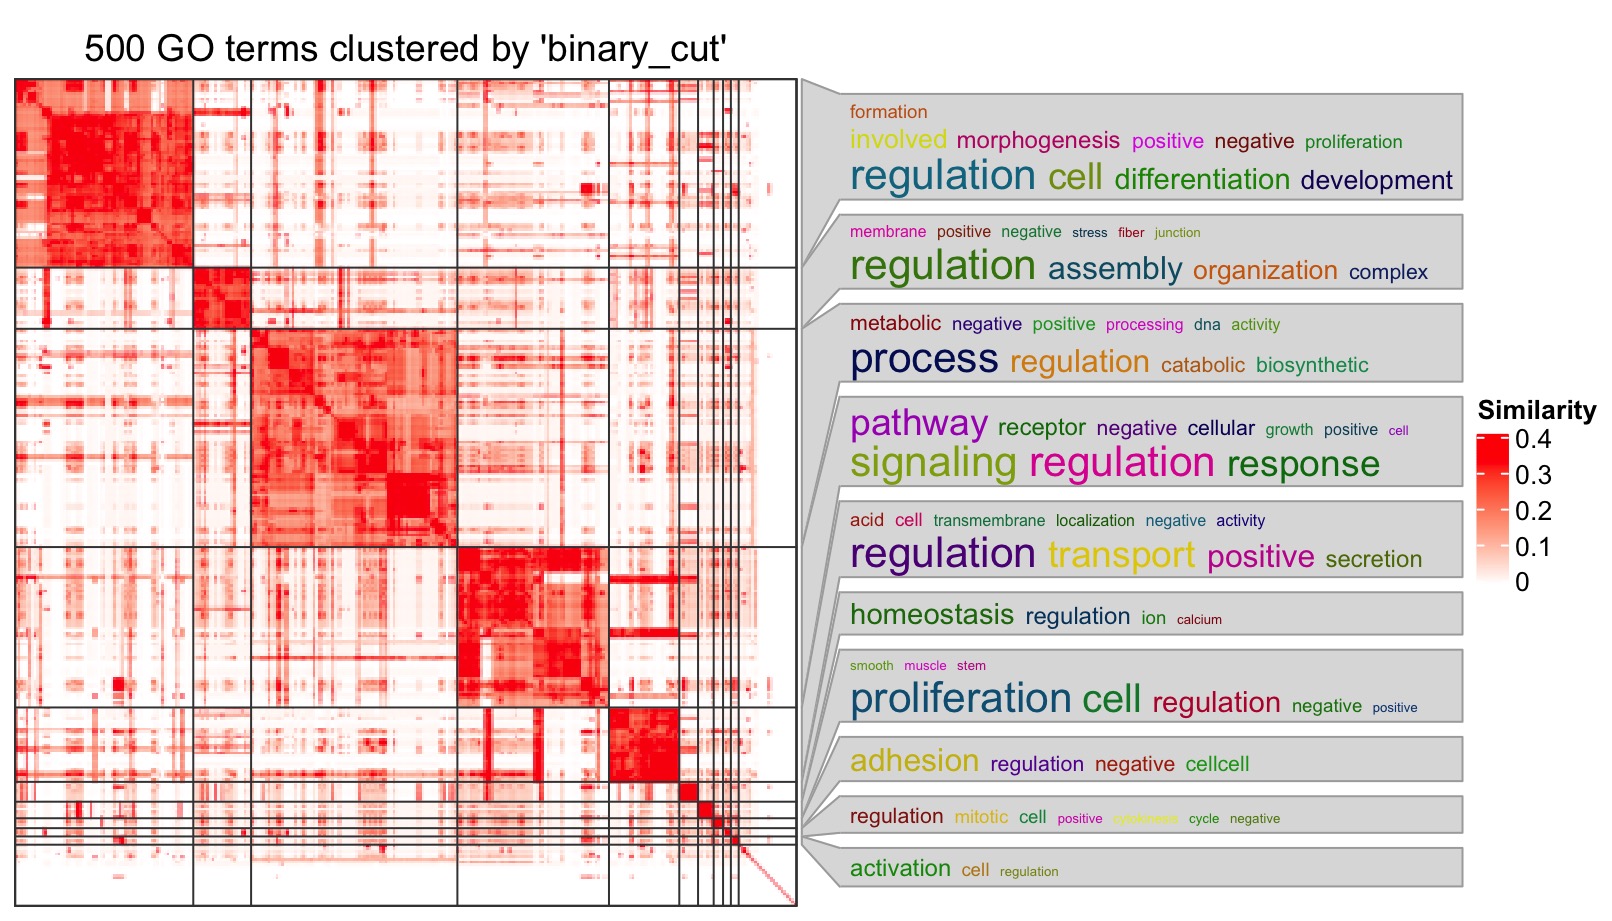 500 GO terms clustered by 'binary_cut'
formation
involved morphogenesis positive negative proliferation
regulation cell differentiation development
membrane positive negative stress fiber junction
regulation assembly organization complex
metabolic negative positive processing dna activity
process regulation catabolic biosynthetic
pathway receptor negative cellular growth positive cell
signaling regulation response
acid cell transmembrane localization negative activity
regulation transport positive secretion
homeostasis regulation ion calcium
smooth muscle stem
proliferation cell regulation negative positive
adhesion regulation negative cellcell
regulation mitotic cell positive cytokinesis cycle negative
activation cell regulation
Similarity
0.4
0.3
0.2
0.1
0